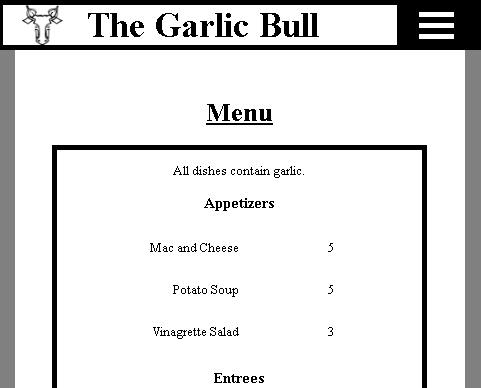 The Garlic Bull
Menu
All dishes contain garlic.
Appetizers
Mac and Cheese 5
Potato Soup 5
Vinagrette Salad 3
Entrees